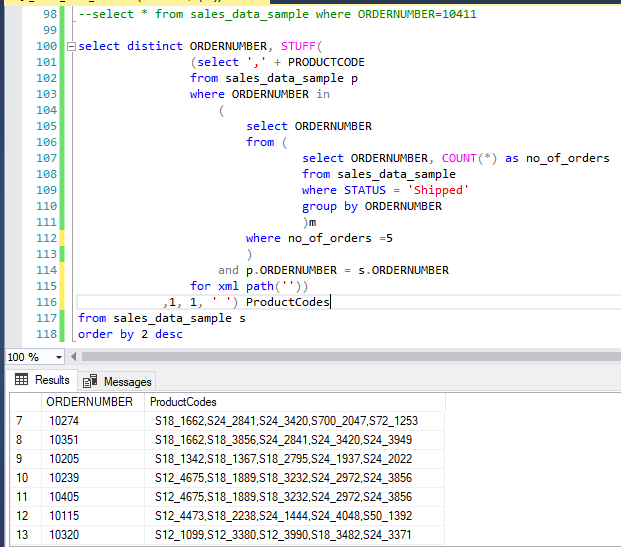 98 --select * from sales_data_sample where ORDERNUMBER=10411
99
100 select distinct ORDERNUMBER, STUFF(
101 (select ',' + PRODUCTCODE
102 from sales_data_sample p
103 where ORDERNUMBER in
104 (
105 select ORDERNUMBER
106 from (
107 select ORDERNUMBER, COUNT(*) as no_of_orders
108 from sales_data_sample
109 where STATUS = 'Shipped'
110 group by ORDERNUMBER
111 )m
112 where no_of_orders =5
113 )
114 and p.ORDERNUMBER = s.ORDERNUMBER
115 for xml path(''))
116 ,1, 1, ' ') ProductCodes
117 from sales_data_sample s
118 order by 2 desc
100 %
Results Messages
ORDERNUMBER ProductCodes
7 10274 S18_1662,S24_2841,S24_3420,S700_2047,S72_1253
8 10351 S18_1662,S18_3856,S24_2841,S24_3420,S24_3949
9 10205 S18_1342,S18_1367,S18_2795,S24_1937,S24_2022
10 10239 S12_4675,S18_1889,S18_3232,S24_2972,S24_3856
11 10405 S12_4675,S18_1889,S18_3232,S24_2972,S24_3856
12 10115 S12_4473,S18_2238,S24_1444,S24_4048,S50_1392
13 10320 S12_1099,S12_3380,S12_3990,S18_3482,S24_3371